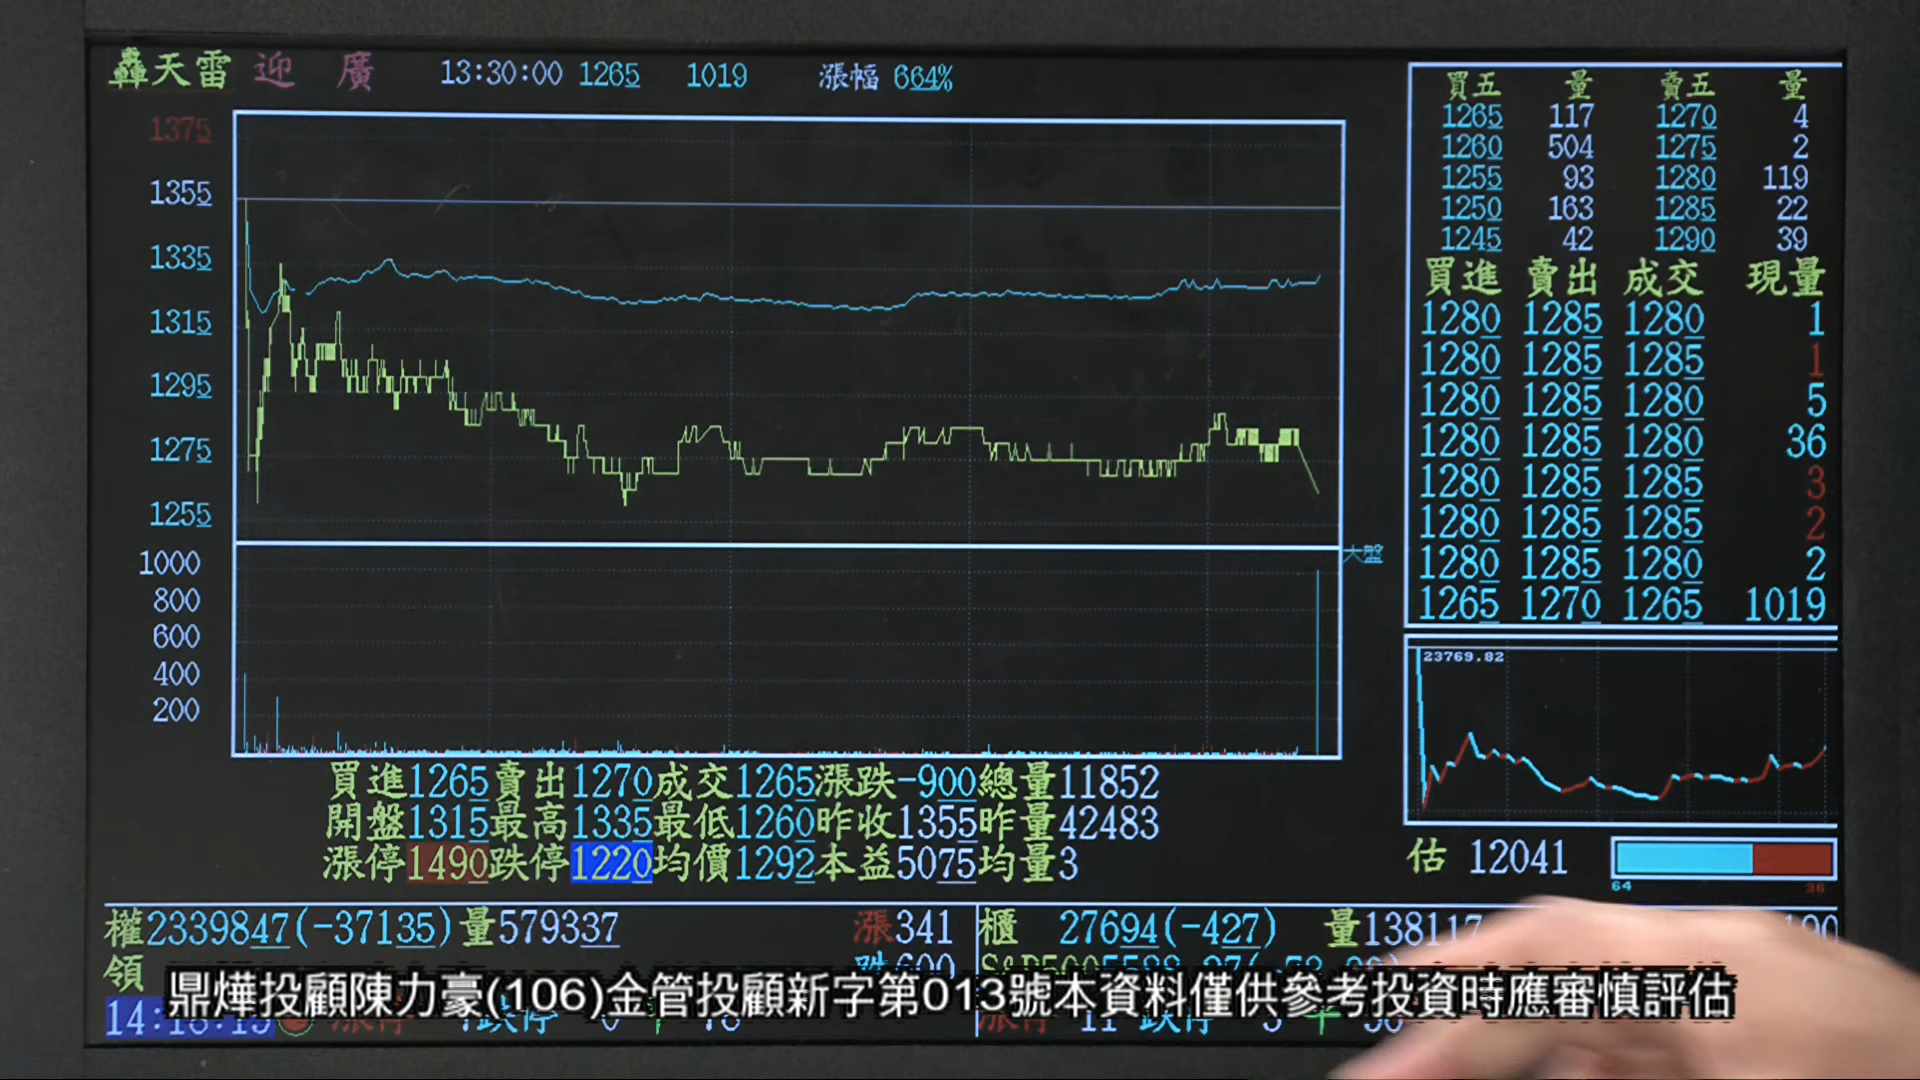 轟天雷 迎 廣 13:30:00 1265 1019 漲幅 664%
1375
1355
1335
1315
1295
1275
1255
1000
800
600
400
200
大盤
買五 量 賣五 量
1265 117 1270 4
1260 504 1275 2
1255 93 1280 119
1250 163 1285 22
1245 42 1290 39
買進 賣出 成交 現量
1280 1285 1280 1
1280 1285 1285 1
1280 1285 1280 5
1280 1285 1280 36
1280 1285 1285 3
1280 1285 1285 2
1280 1285 1280 2
1265 1270 1265 1019
23769.82
估 12041
64 36
買進1265賣出1270成交1265漲跌-900總量11852
開盤1315最高1335最低1260昨收1355昨量42483
漲停1490跌停1220均價1292本益5075均量3
權2339847(-37135)量579337 漲341
櫃 27694(-427) 量138117
領 跌600
鼎燁投顧陳力豪(106)金管投顧新字第013號本資料僅供參考投資時應審慎評估